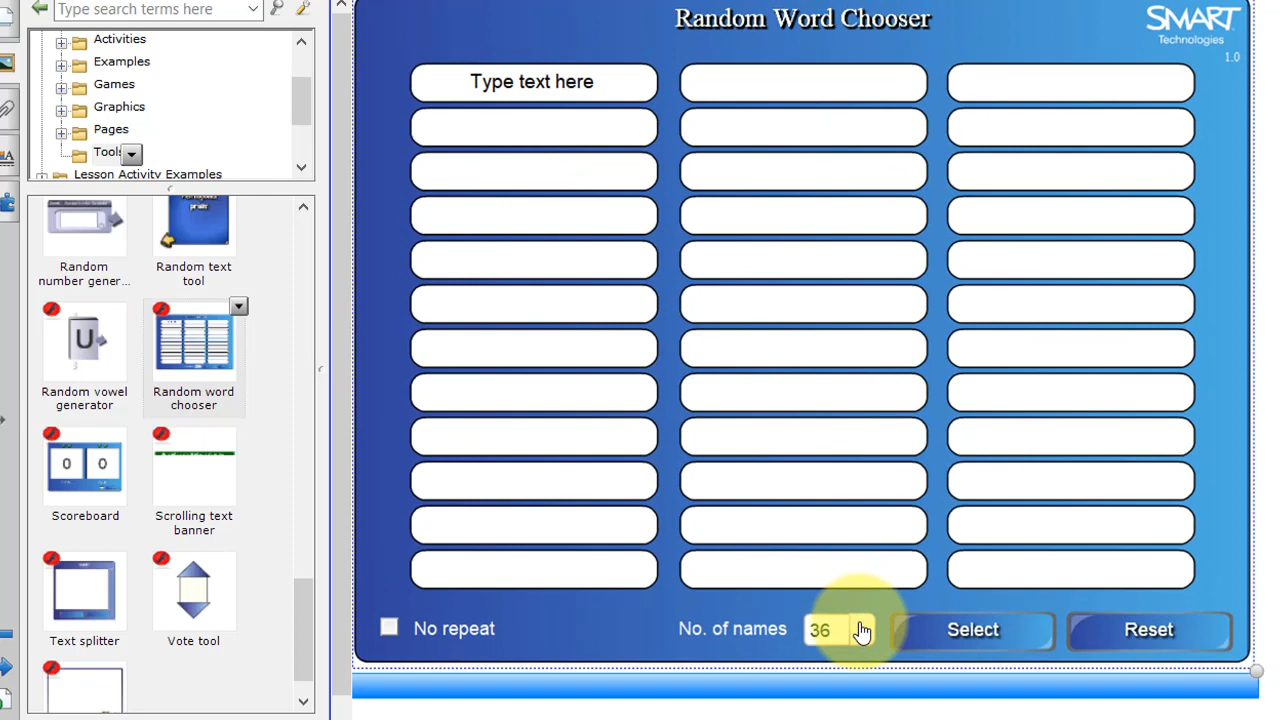 Type search terms here
Activities
Examples
Games
Graphics
Pages
Tools
Lesson Activity Examples
Random
number gener...
Random text
tool
Random vowel
generator
Random word
chooser
Scoreboard
Scrolling text
banner
Text splitter
Vote tool
U
0 0
Random Word Chooser
SMART
Technologies
1.0
Type text here
No repeat
No. of names
36
Select
Reset